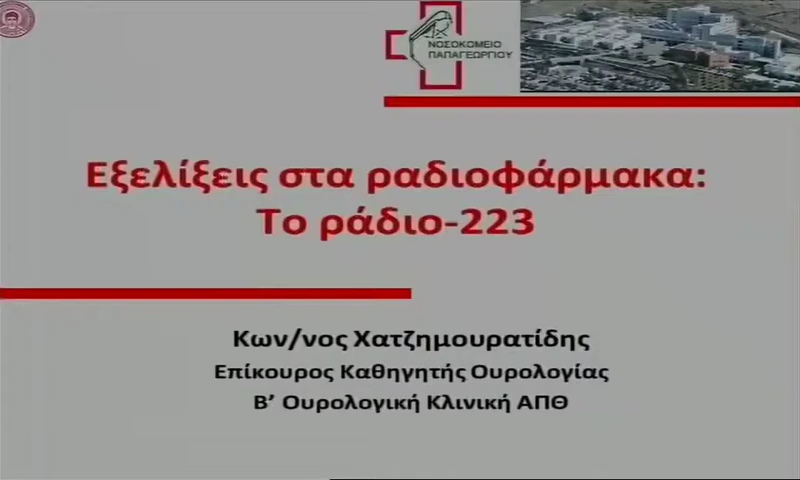 ΝΟΣΟΚΟΜΕΙΟ
ΠΑΠΑΓΕΩΡΓΙΟΥ
Εξελίξεις στα ραδιοφάρμακα:
Το ράδιο-223
Κων/νος Χατζημουρατίδης
Επίκουρος Καθηγητής Ουρολογίας
Β’ Ουρολογική Κλινική ΑΠΘ